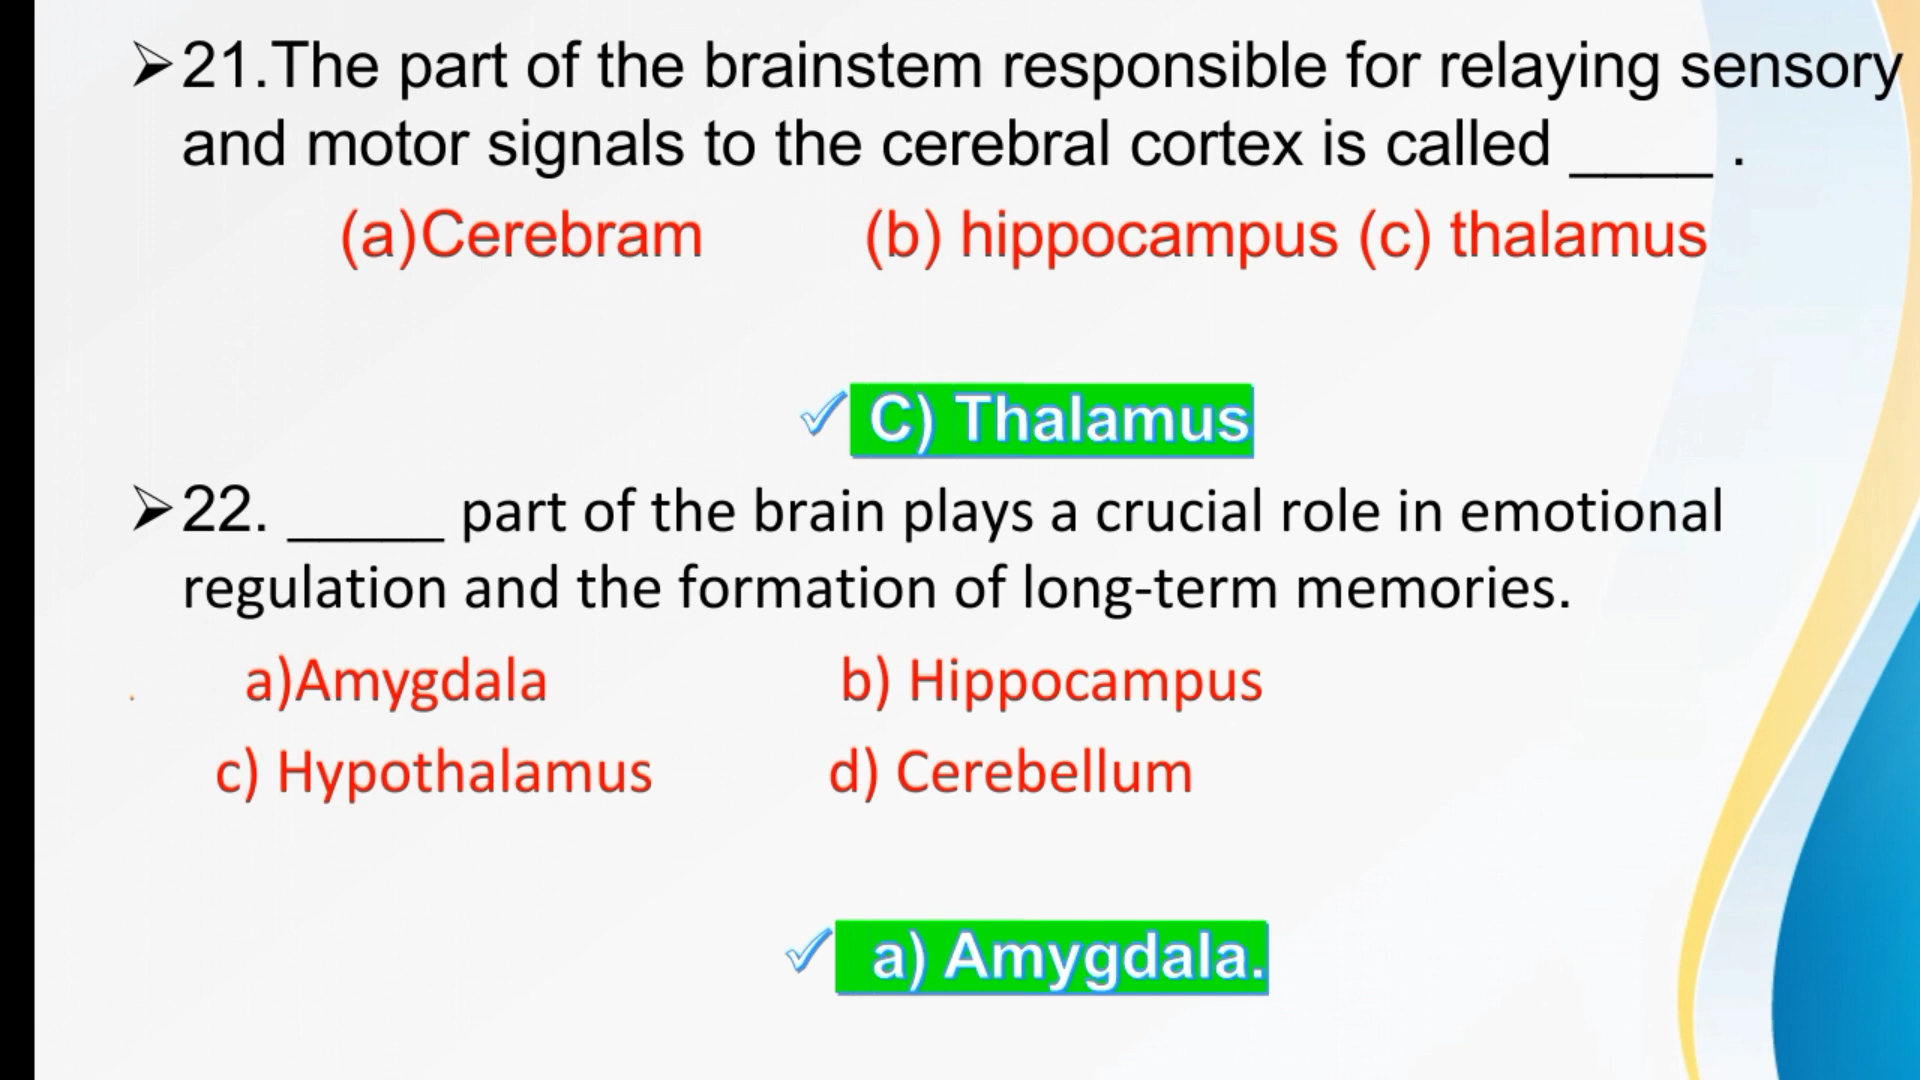 ➢21.The part of the brainstem responsible for relaying sensory
and motor signals to the cerebral cortex is called ____ .
(a)Cerebram (b) hippocampus (c) thalamus
✓ C) Thalamus
➢22. _____ part of the brain plays a crucial role in emotional
regulation and the formation of long-term memories.
. a)Amygdala b) Hippocampus
c) Hypothalamus d) Cerebellum
✓ a) Amygdala.